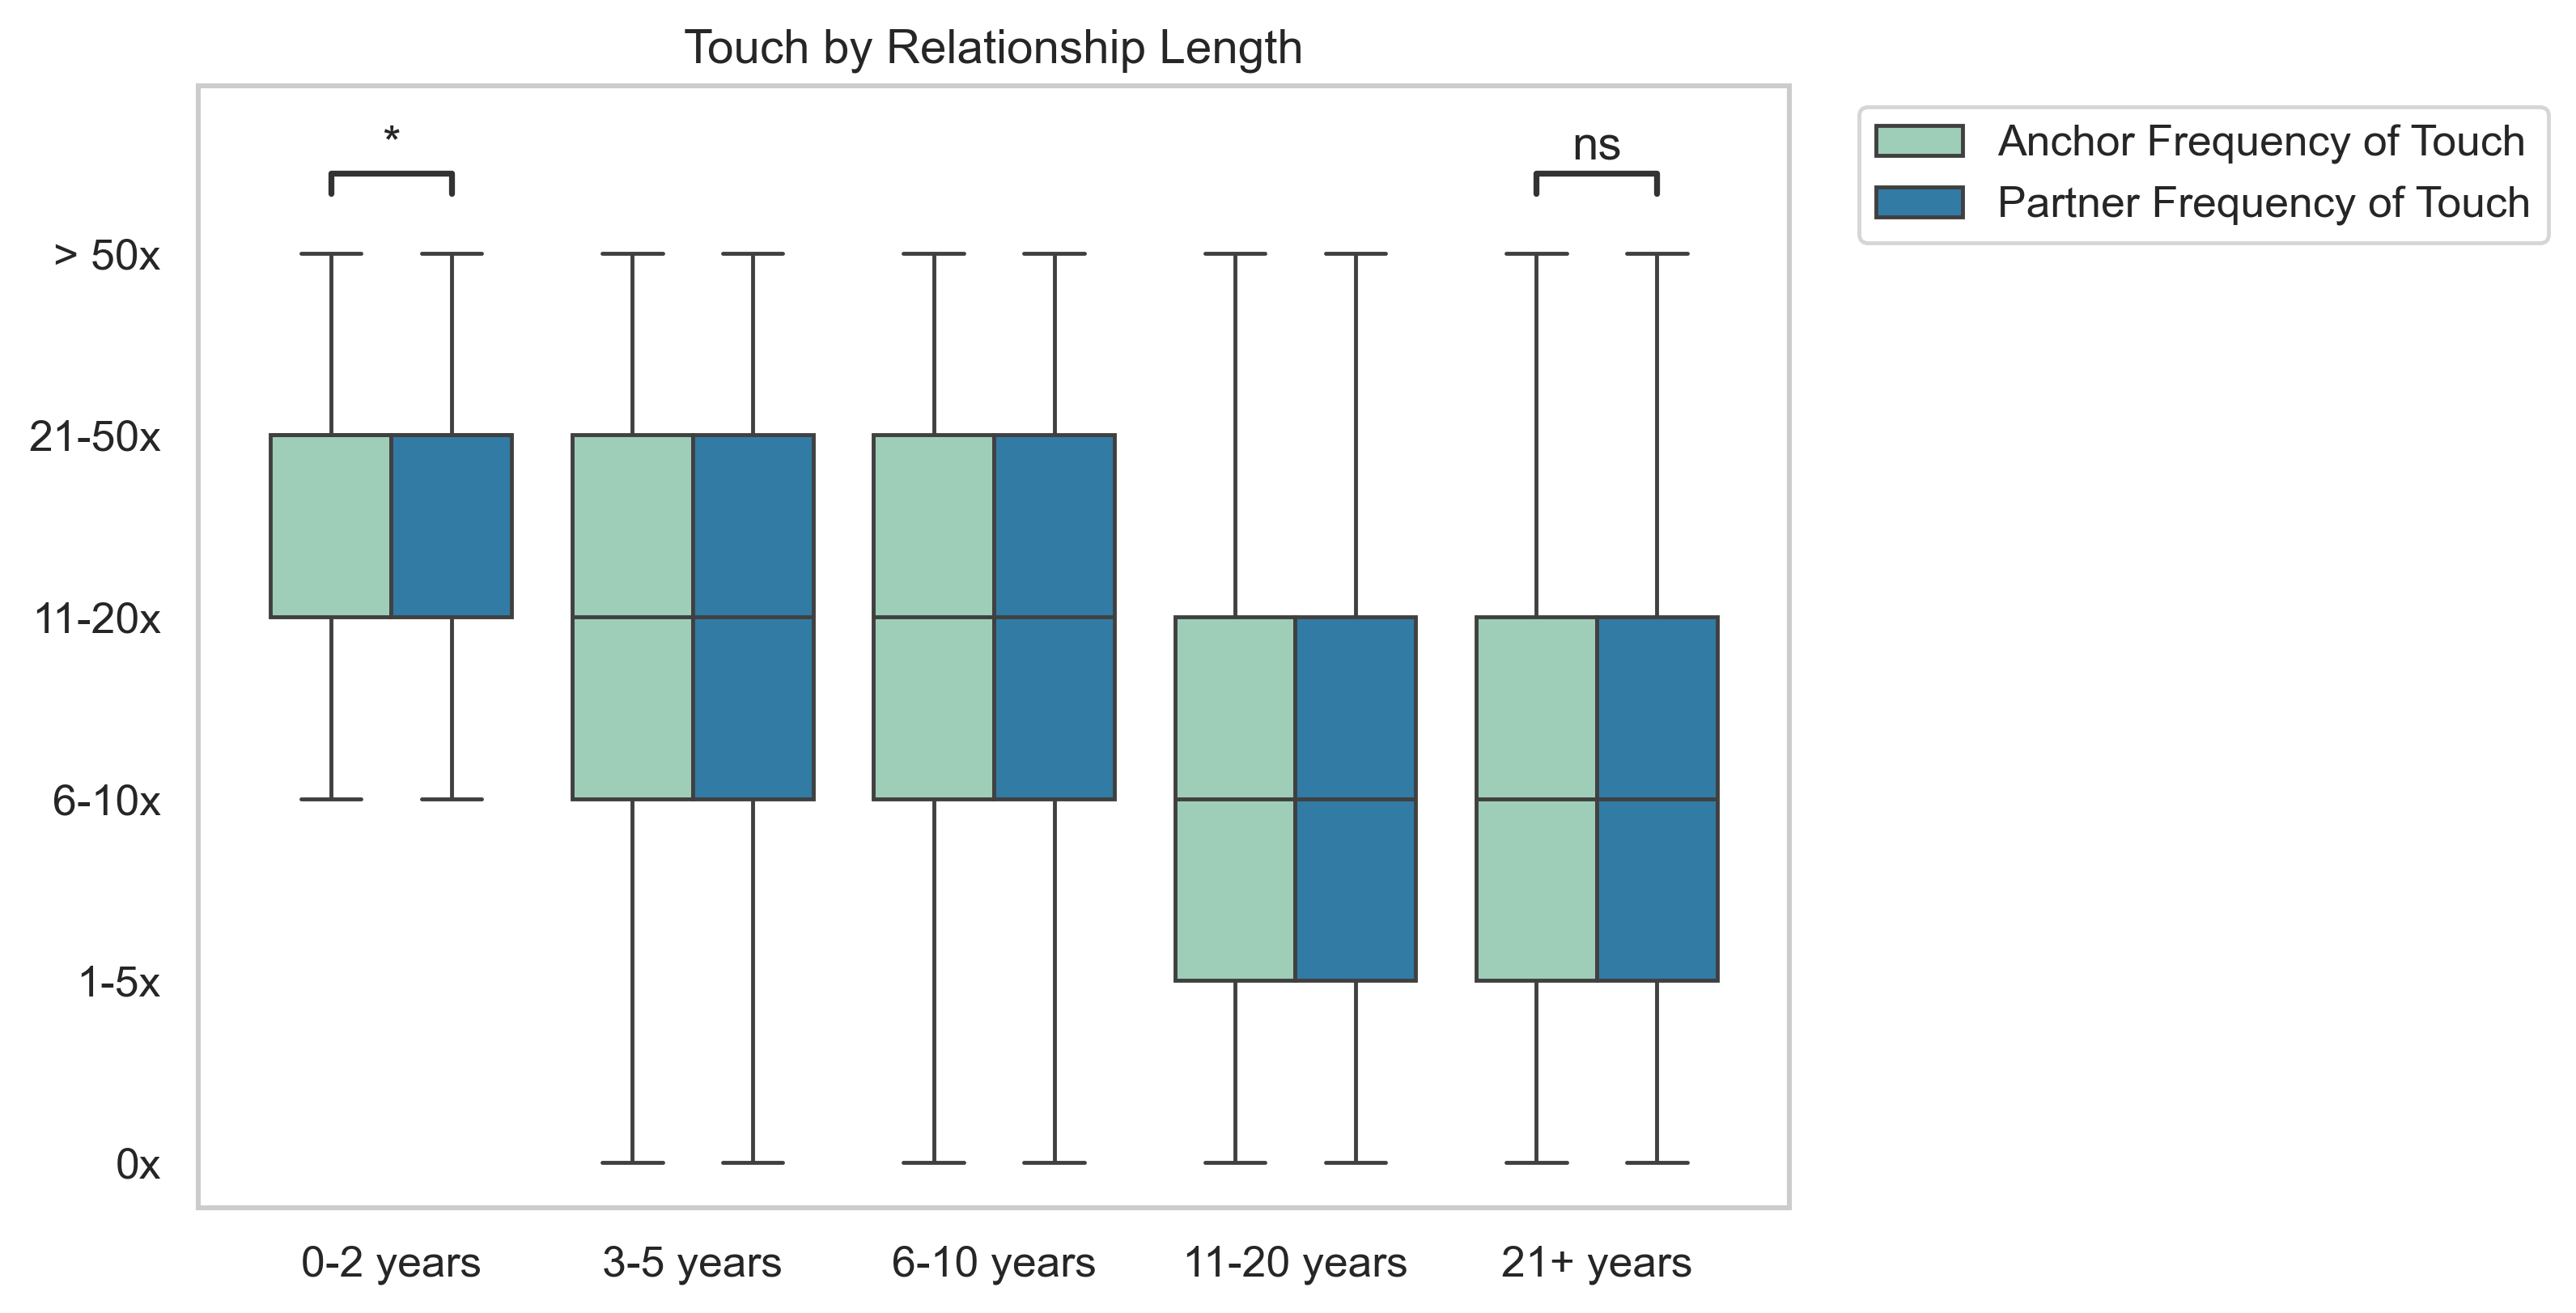 Touch by Relationship Length
*
ns
Anchor Frequency of Touch
Partner Frequency of Touch
> 50x
21-50x
11-20x
6-10x
1-5x
0x
0-2 years
3-5 years
6-10 years
11-20 years
21+ years